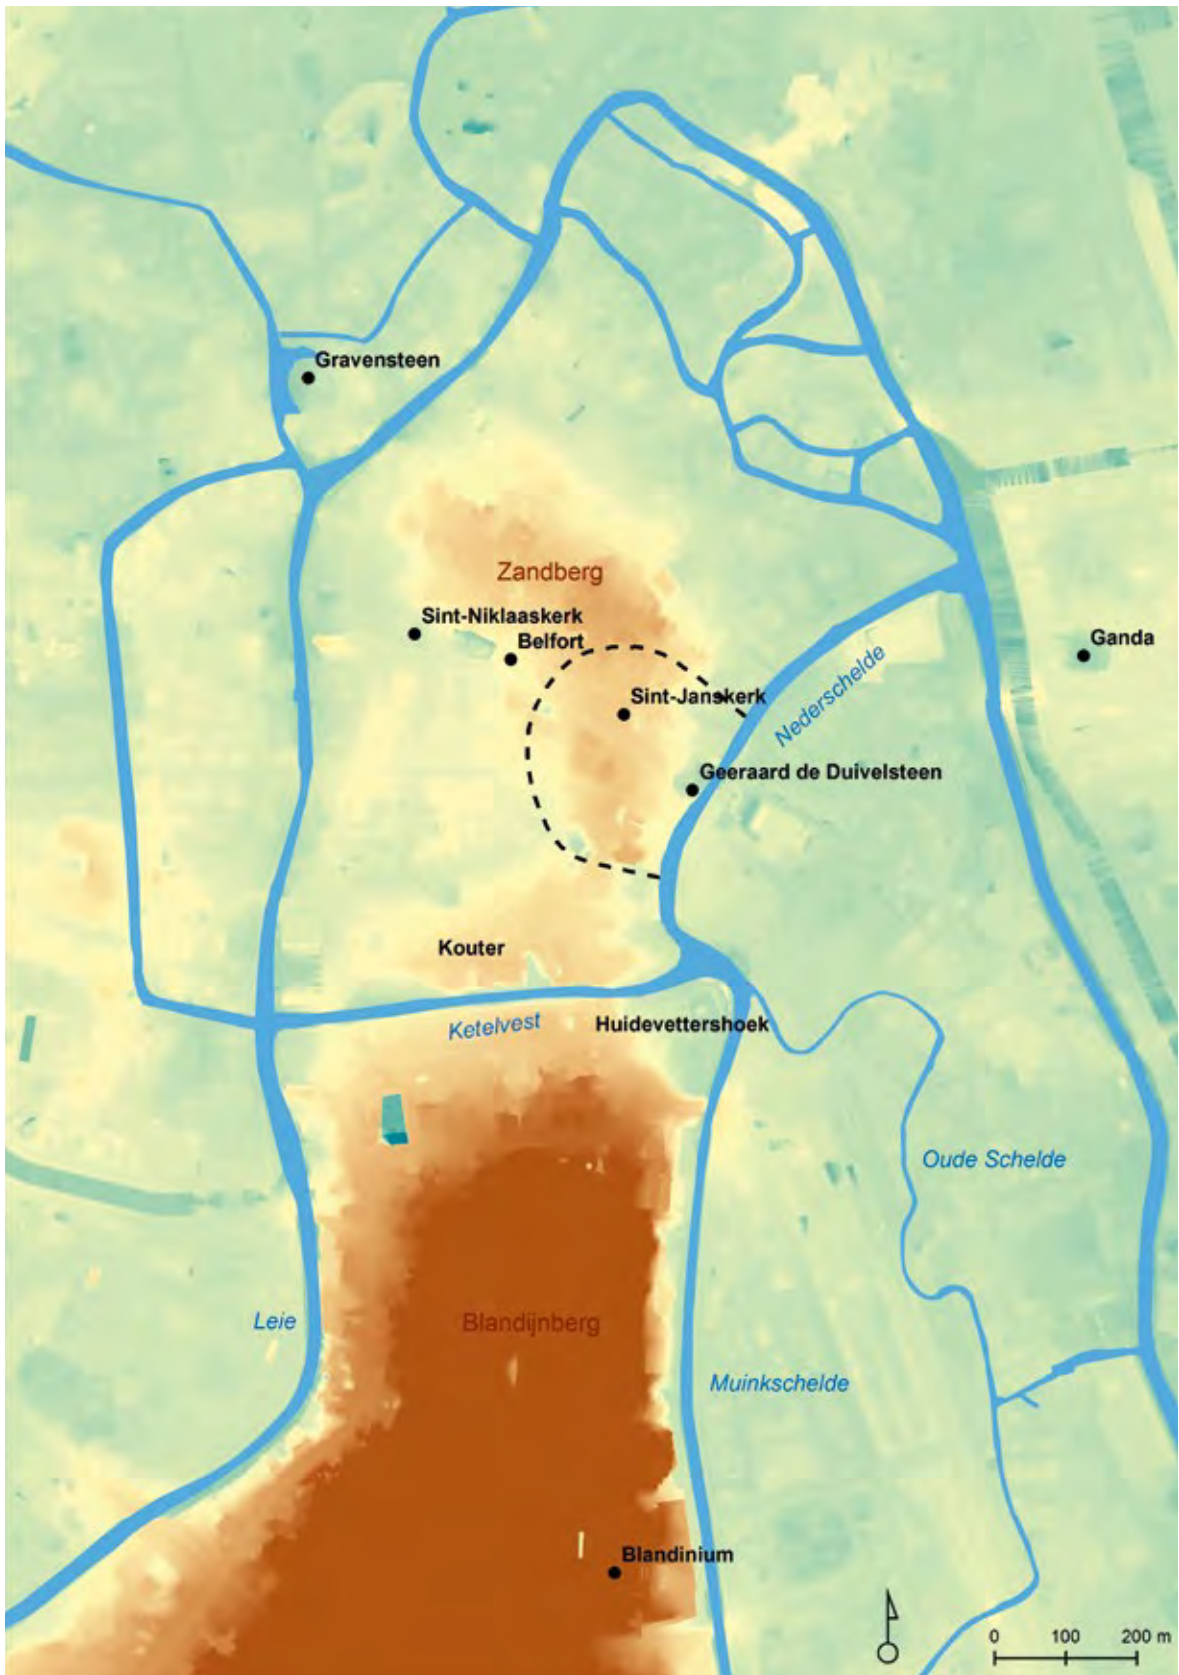 Gravensteen
Zandberg
Sint-Niklaaskerk
Belfort
Ganda
Sint-Janskerk
Nederschelde
Geeraard de Duivelsteen
Kouter
Ketelvest
Huidevettershoek
Oude Schelde
Leie
Blandijnberg
Muinkschelde
Blandinium
0 100 200 m